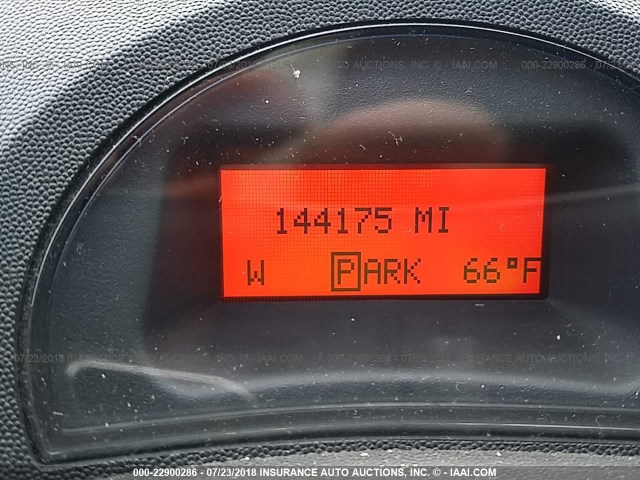 144175 MI
W PARK 66°F
000-22900286 - 07/23/2018 INSURANCE AUTO AUCTIONS, INC. © - IAAI.COM